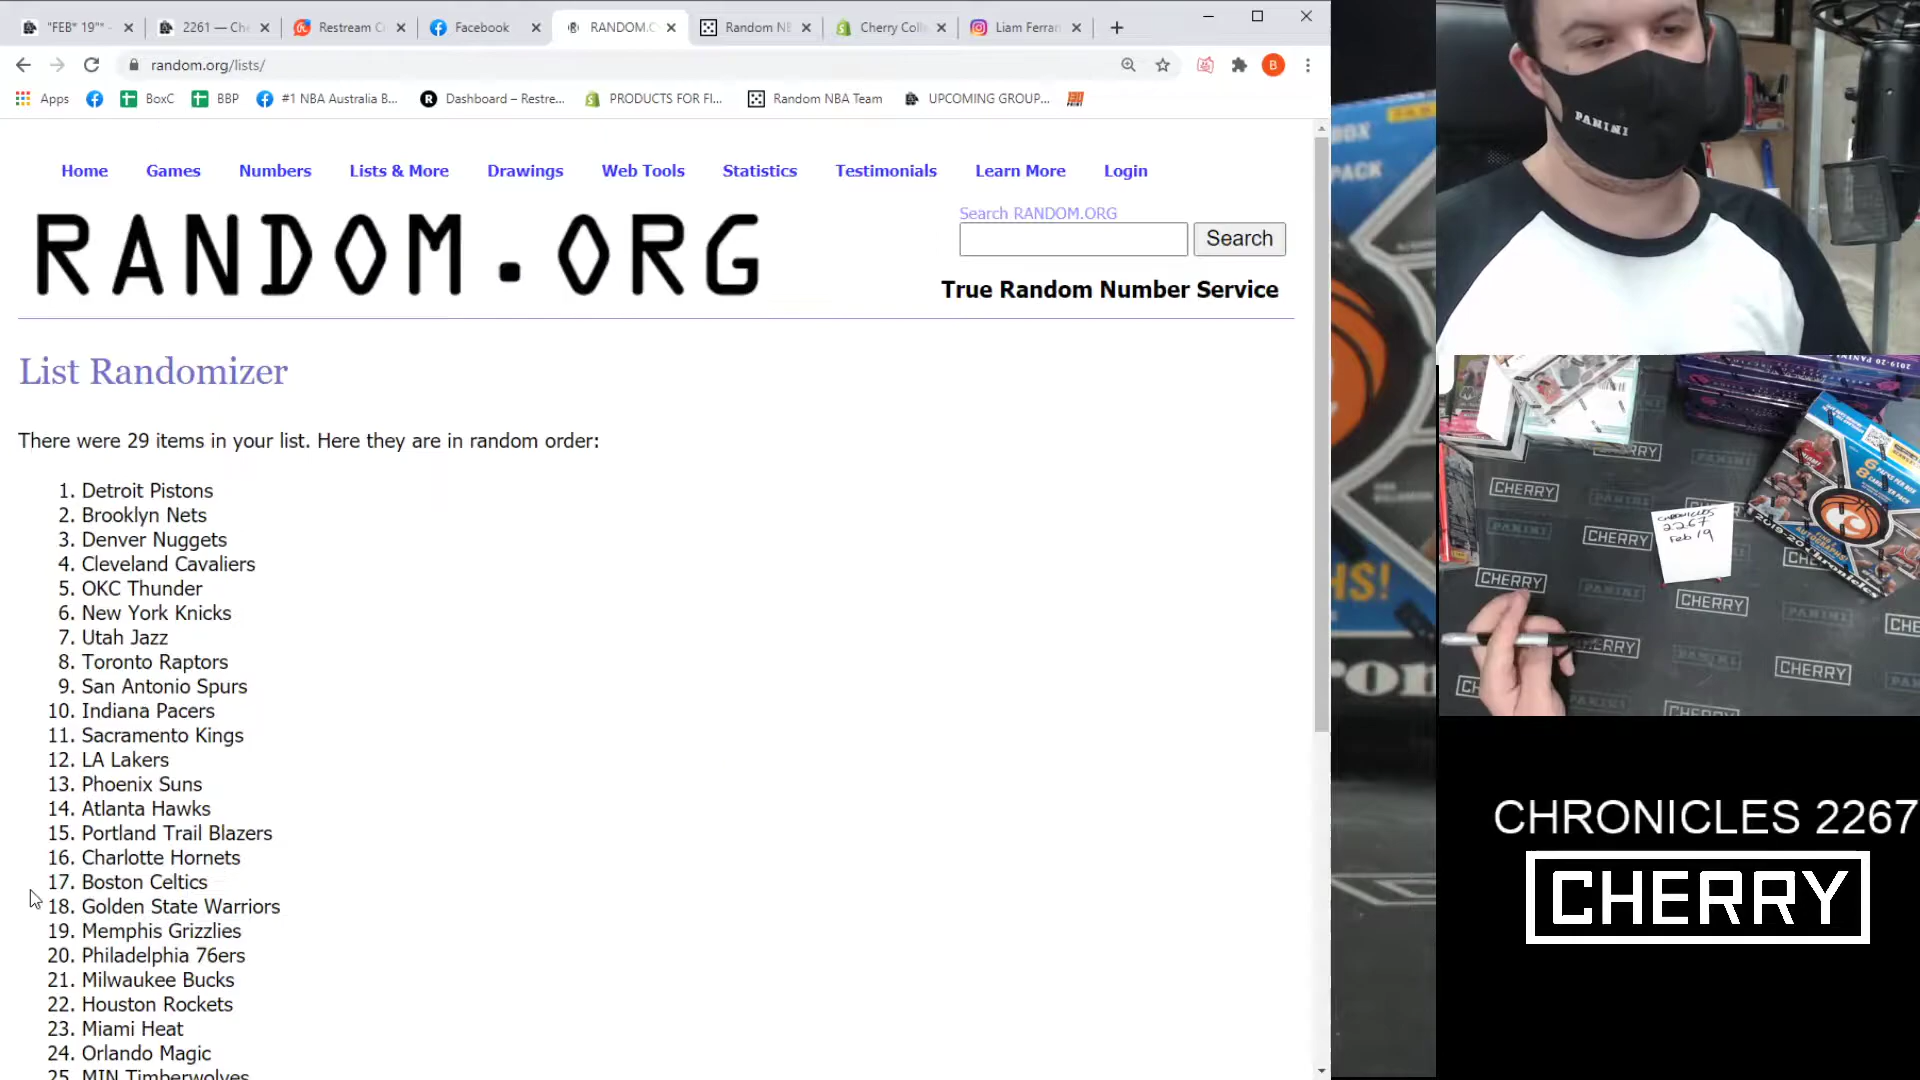 "FEB* 19"*
2261 — Che
Restream C
Facebook
RANDOM.O
Random NB
Cherry Colle
Liam Ferran
random.org/lists/
B
Apps
BoxC
BBP
#1 NBA Australia B...
Dashboard – Restre...
PRODUCTS FOR FI...
Random NBA Team
UPCOMING GROUP...
Home
Games
Numbers
Lists & More
Drawings
Web Tools
Statistics
Testimonials
Learn More
Login
RANDOM.ORG
Search RANDOM.ORG
Search
True Random Number Service
List Randomizer
There were 29 items in your list. Here they are in random order:
1. Detroit Pistons
2. Brooklyn Nets
3. Denver Nuggets
4. Cleveland Cavaliers
5. OKC Thunder
6. New York Knicks
7. Utah Jazz
8. Toronto Raptors
9. San Antonio Spurs
10. Indiana Pacers
11. Sacramento Kings
12. LA Lakers
13. Phoenix Suns
14. Atlanta Hawks
15. Portland Trail Blazers
16. Charlotte Hornets
17. Boston Celtics
18. Golden State Warriors
19. Memphis Grizzlies
20. Philadelphia 76ers
21. Milwaukee Bucks
22. Houston Rockets
23. Miami Heat
24. Orlando Magic
25. MIN Timberwolves
PANINI
CHRONICLES
2267
Feb 19
CHERRY
CHERRY
CHERRY
CHERRY
CHERRY
2019-20 Chronicles
CHRONICLES 2267
CHERRY